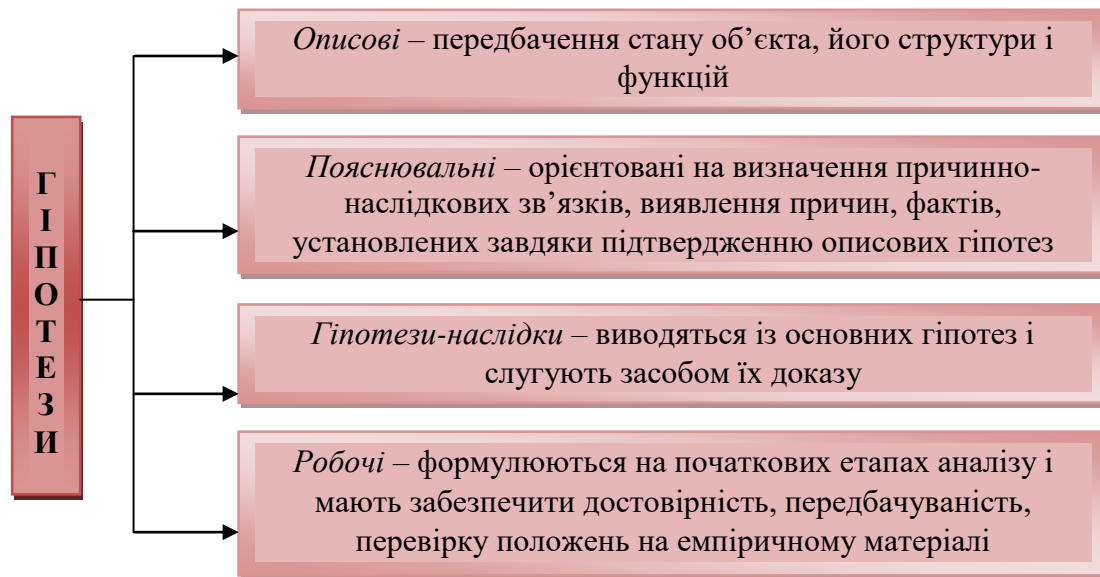 ГІПОТЕЗИ
Описові – передбачення стану об’єкта, його структури і
функцій
Пояснювальні – орієнтовані на визначення причинно-
наслідкових зв’язків, виявлення причин, фактів,
установлених завдяки підтвердженню описових гіпотез
Гіпотези-наслідки – виводяться із основних гіпотез і
слугують засобом їх доказу
Робочі – формулюються на початкових етапах аналізу і
мають забезпечити достовірність, передбачуваність,
перевірку положень на емпіричному матеріалі